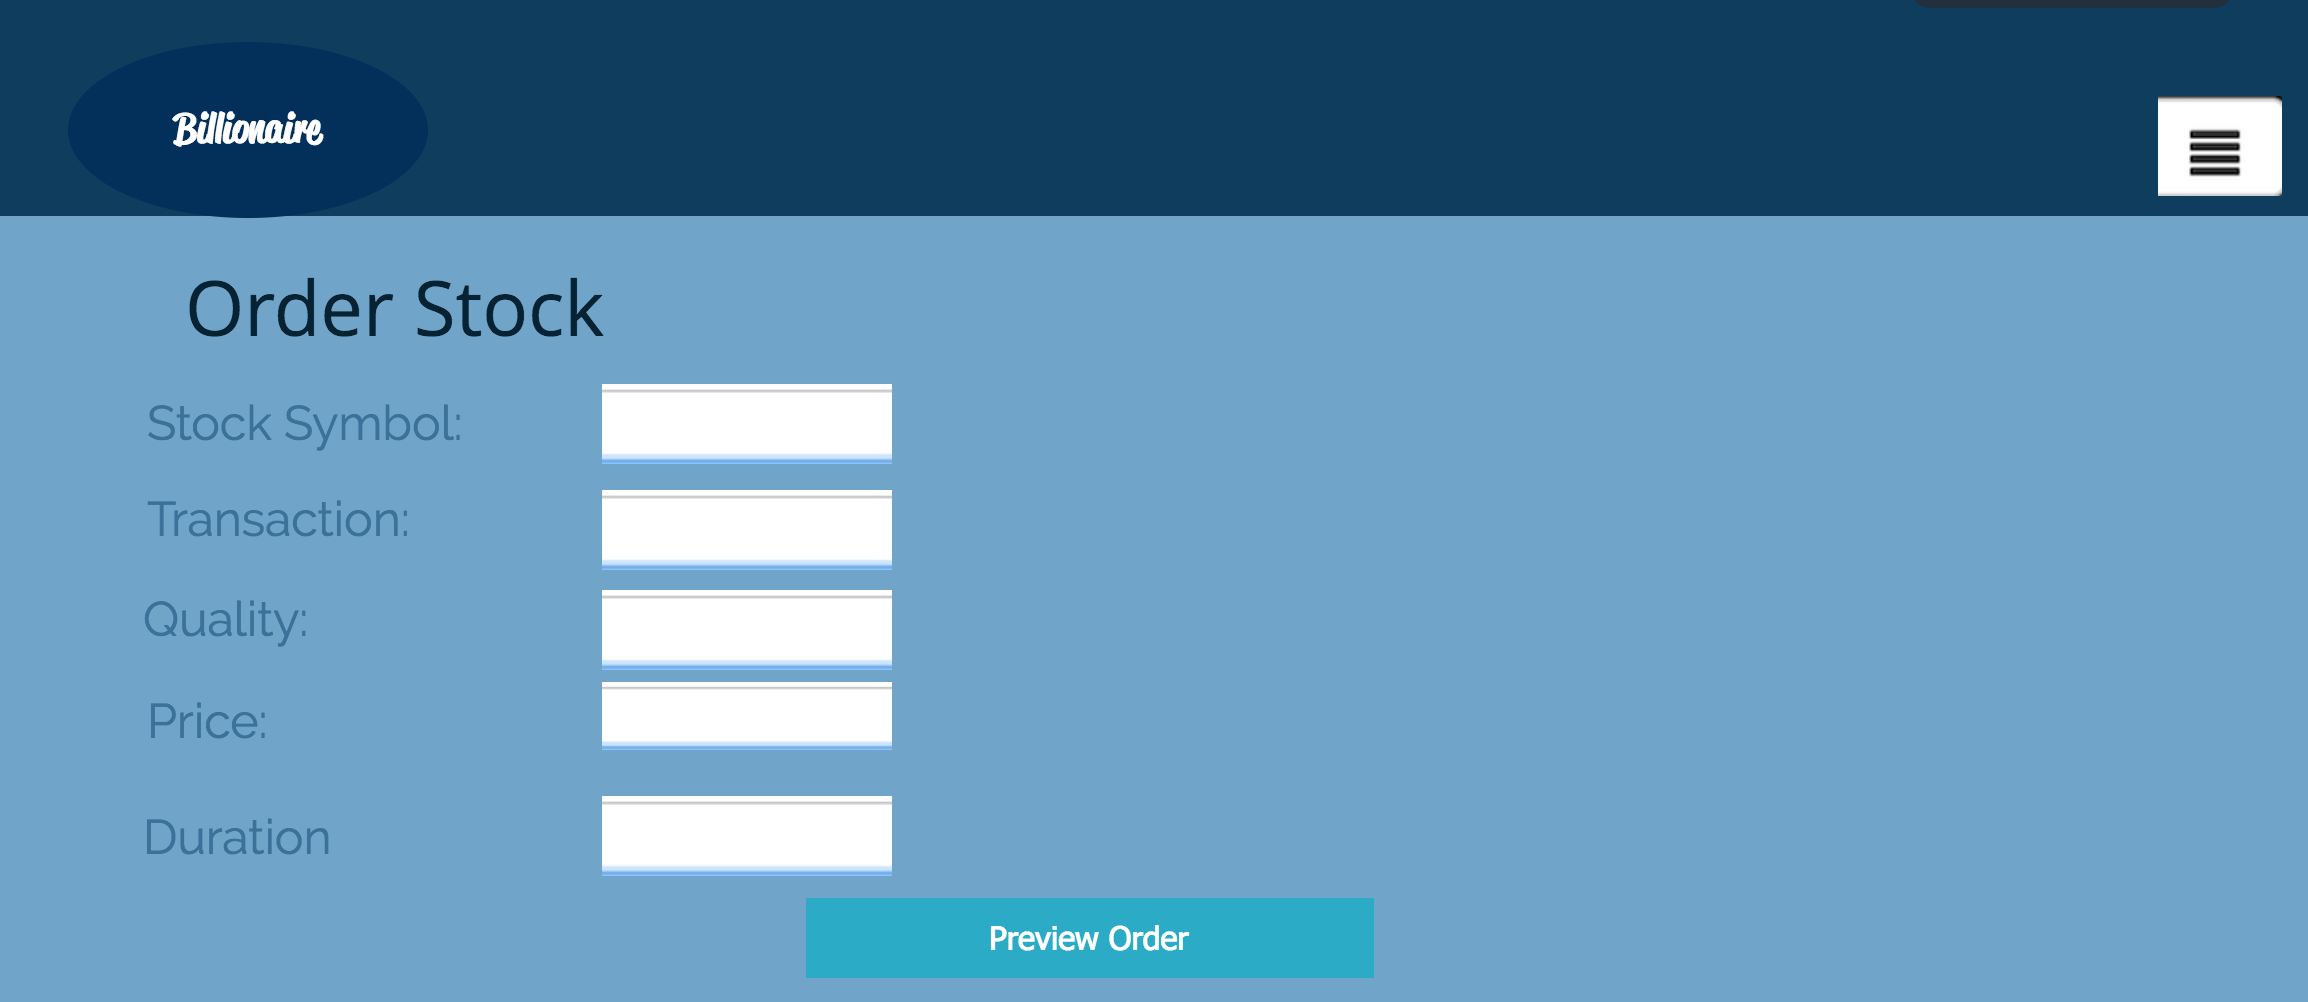 Billionaire
Order Stock
Stock Symbol:
Transaction:
Quality:
Price:
Duration
Preview Order